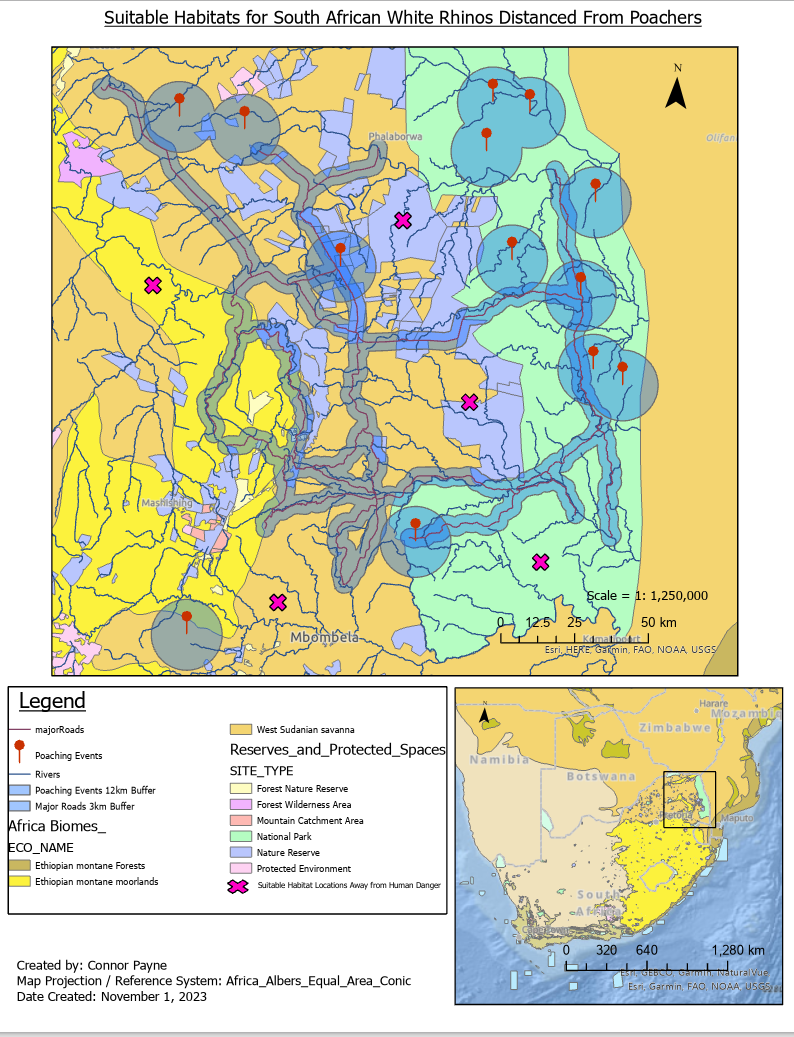 Suitable Habitats for South African White Rhinos Distanced From Poachers
N
Phalaborwa
Olifan
Mashishing
Mbombela
Scale = 1: 1,250,000
0 12.5 25 50 km
Komatipoort
Esri, HERE, Garmin, FAO, NOAA, USGS
Legend
majorRoads
Poaching Events
Rivers
Poaching Events 12km Buffer
Major Roads 3km Buffer
Africa Biomes_
ECO_NAME
Ethiopian montane Forests
Ethiopian montane moorlands
West Sudanian savanna
Reserves_and_Protected_Spaces
SITE_TYPE
Forest Nature Reserve
Forest Wilderness Area
Mountain Catchment Area
National Park
Nature Reserve
Protected Environment
Suitable Habitat Locations Away from Human Danger
N
Harare
Mozambic
Zimbabwe
Namibia
Botswana
Pretoria
Maputo
South
Africa
Cape Town
0 320 640 1,280 km
Esri, GEBCO, Garmin, NaturalVue
Esri, Garmin, FAO, NOAA, USGS
Created by: Connor Payne
Map Projection / Reference System: Africa_Albers_Equal_Area_Conic
Date Created: November 1, 2023